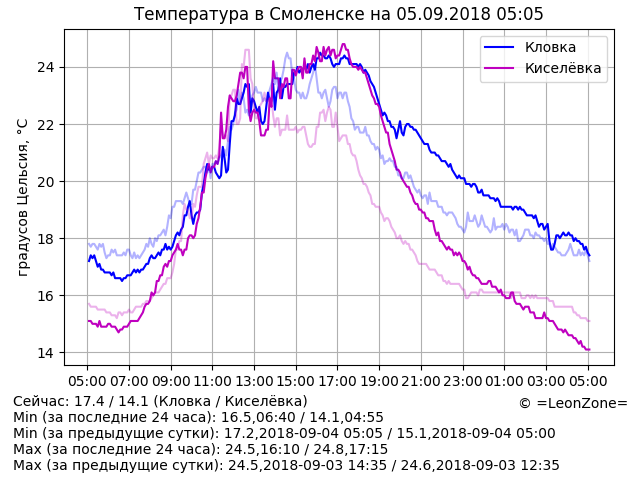 Температура в Смоленске на 05.09.2018 05:05
Кловка
Киселёвка
градусов Цельсия, °C
24
22
20
18
16
14
05:00 07:00 09:00 11:00 13:00 15:00 17:00 19:00 21:00 23:00 01:00 03:00 05:00
Сейчас: 17.4 / 14.1 (Кловка / Киселёвка)
© =LeonZone=
Min (за последние 24 часа): 16.5,06:40 / 14.1,04:55
Min (за предыдущие сутки): 17.2,2018-09-04 05:05 / 15.1,2018-09-04 05:00
Max (за последние 24 часа): 24.5,16:10 / 24.8,17:15
Max (за предыдущие сутки): 24.5,2018-09-03 14:35 / 24.6,2018-09-03 12:35